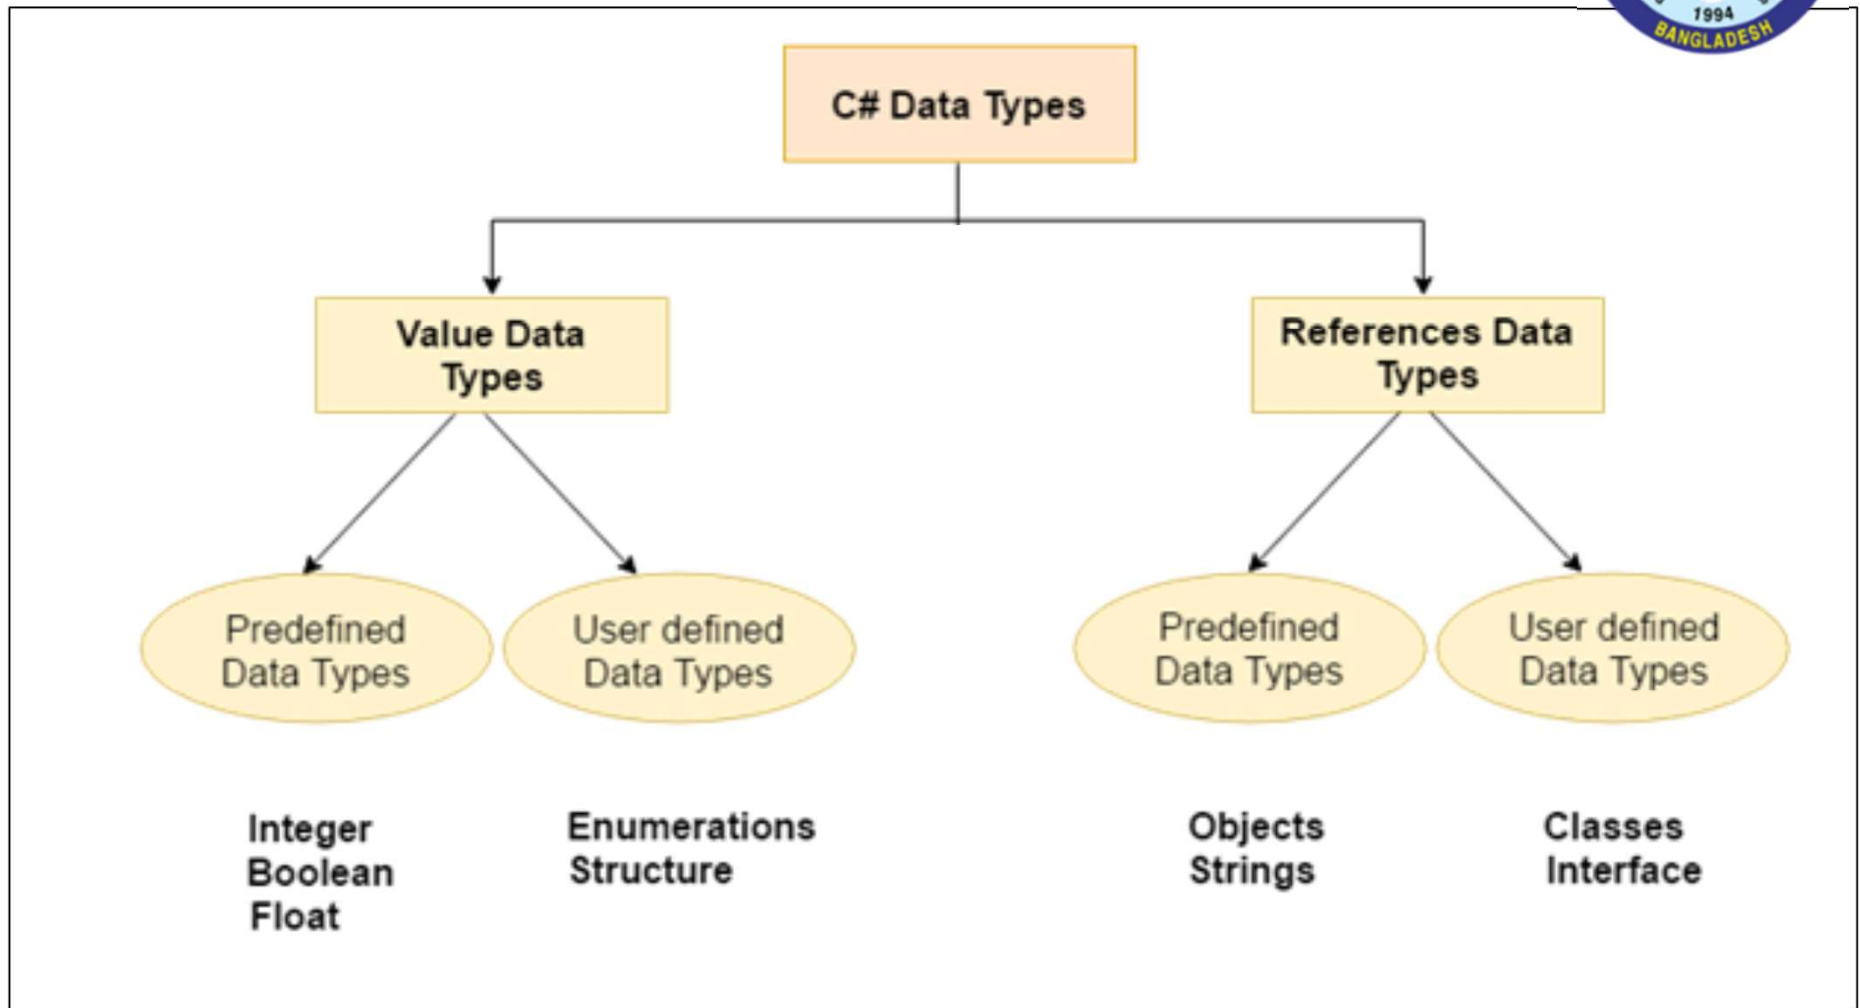 1994
BANGLADESH
C# Data Types
Value Data
Types
References Data
Types
Predefined
Data Types
User defined
Data Types
Predefined
Data Types
User defined
Data Types
Integer
Boolean
Float
Enumerations
Structure
Objects
Strings
Classes
Interface